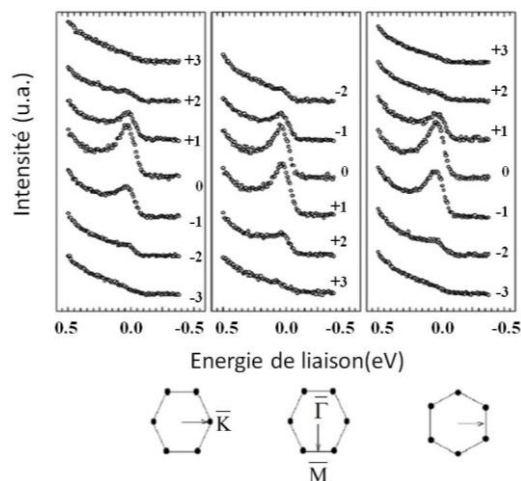 Intensité (u.a.)
+3
+2
+1
0
-1
-2
-3
-2
-1
0
+1
+2
+3
+3
+2
+1
0
-1
-2
-3
0.5 0.0 -0.5
0.5 0.0 -0.5
0.5 0.0 -0.5
Energie de liaison(eV)
K̅
Γ̅
M̅